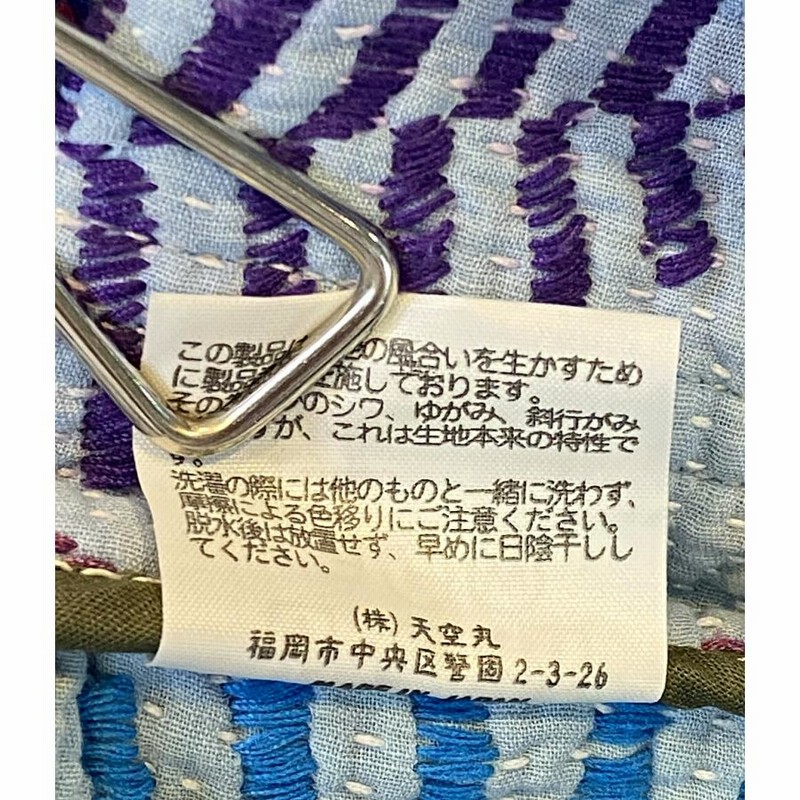 この製品は の風合いを生かすため
に製品 を施しております。
その のシワ、ゆがみ、斜行がみ
すが、これは生地本来の特性で
す。
洗濯の際には他のものと一緒に洗わず、
摩擦による色移りにご注意ください。
脱水後は放置せず、早めに日陰干しし
てください。
(株) 天空丸
福岡市中央区警固 2-3-26
MADE IN JAPAN